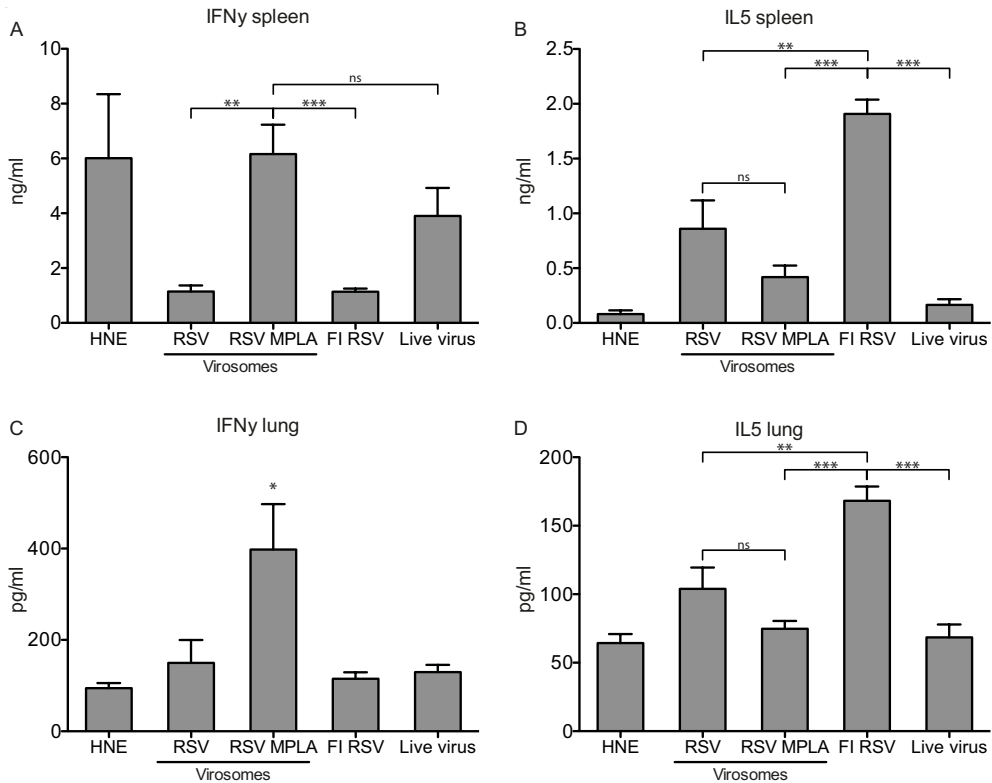 A
IFNy spleen
ng/ml
10
8
6
4
2
0
**
***
ns
HNE
RSV
RSV MPLA
FI RSV
Live virus
Virosomes
B
IL5 spleen
ng/ml
2.5
2.0
1.5
1.0
0.5
0.0
**
***
***
ns
HNE
RSV
RSV MPLA
FI RSV
Live virus
Virosomes
C
IFNy lung
pg/ml
600
400
200
0
*
HNE
RSV
RSV MPLA
FI RSV
Live virus
Virosomes
D
IL5 lung
pg/ml
200
150
100
50
0
**
***
***
ns
HNE
RSV
RSV MPLA
FI RSV
Live virus
Virosomes